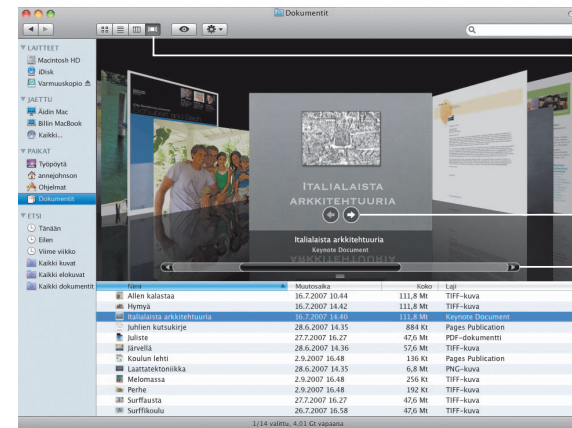 Dokumentit
LAITTEET
Macintosh HD
iDisk
Varmuuskopio
JAETTU
Äidin Mac
Billin MacBook
Kaikki...
PAIKAT
Työpöytä
annejohnson
Ohjelmat
Dokumentit
ETSI
Tänään
Eilen
Viime viikko
Kaikki kuvat
Kaikki elokuvat
Kaikki dokumentit
ITALIALAISTA
ARKKITEHTUURIA
Italialaista arkkitehtuuria
Keynote Document
Nimi Muutosaika Koko Laji
Allen kalastaa 16.7.2007 10.44 111,8 Mt TIFF-kuva
Hymyä 16.7.2007 14.42 111,8 Mt TIFF-kuva
Italialaista arkkitehtuuria 16.7.2007 14.40 111,8 Mt Keynote Document
Juhlien kutsukirje 28.6.2007 14.35 884 Kt Pages Publication
Juliste 27.7.2007 16.27 47,6 Mt PDF-dokumentti
Järvellä 28.6.2007 14.36 57,6 Mt TIFF-kuva
Koulun lehti 2.9.2007 16.48 136 Kt Pages Publication
Laattatektoniikka 2.9.2007 14.35 6,8 Mt PNG-kuva
Melomassa 2.9.2007 16.48 256 Kt TIFF-kuva
Perhe 2.9.2007 16.48 192 Kt TIFF-kuva
Surffausta 27.7.2007 16.27 47,6 Mt TIFF-kuva
Surffikoulu 26.7.2007 16.58 47,6 Mt TIFF-kuva
1/14 valittu, 4,01 Gt vapaana